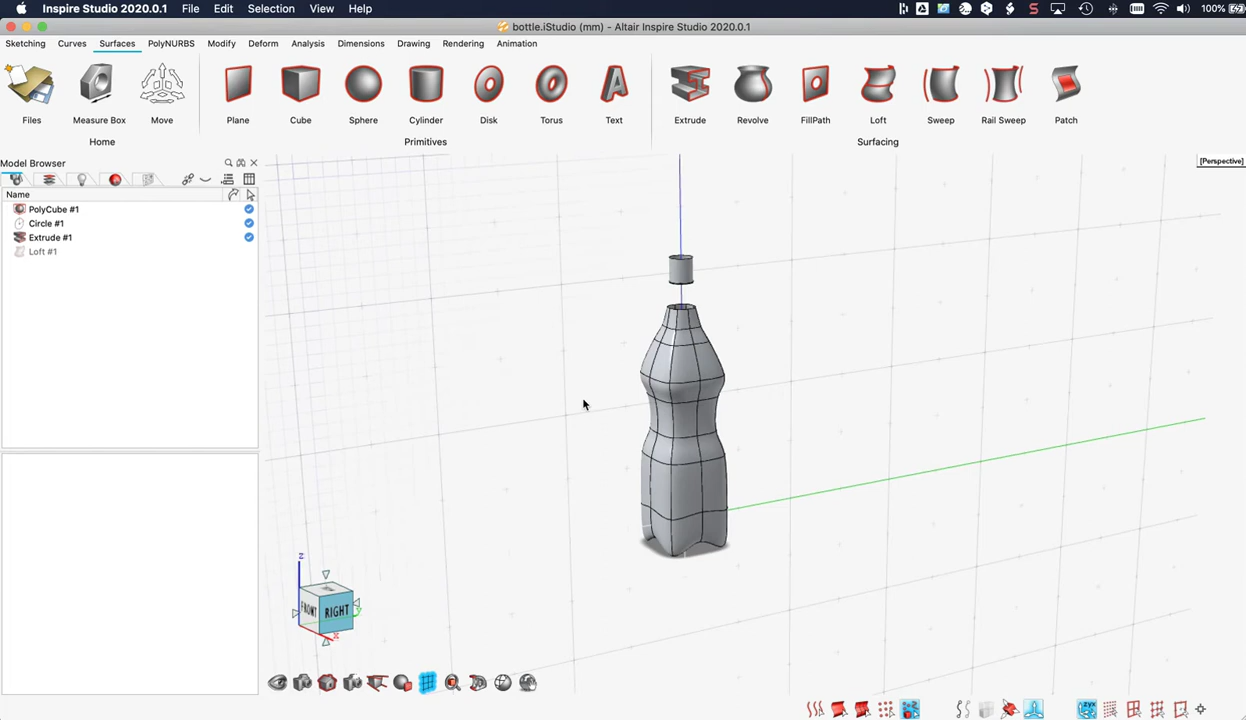 Inspire Studio 2020.0.1 File Edit Selection View Help 100%
bottle.iStudio (mm) - Altair Inspire Studio 2020.0.1
Sketching Curves Surfaces PolyNURBS Modify Deform Analysis Dimensions Drawing Rendering Animation
Files Measure Box Move Plane Cube Sphere Cylinder Disk Torus Text Extrude Revolve FillPath Loft Sweep Rail Sweep Patch
Home Primitives Surfacing
Model Browser
[Perspective]
Name
PolyCube #1
Circle #1
Extrude #1
Loft #1
Z
FRONT RIGHT
X